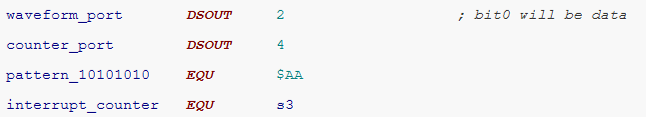 waveform_port DSOUT 2 ; bit0 will be data
counter_port DSOUT 4
pattern_10101010 EQU $AA
interrupt_counter EQU s3